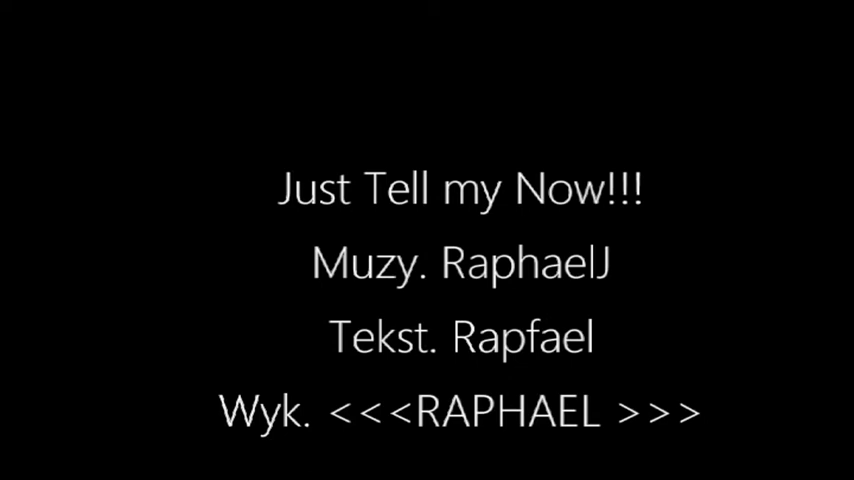 Just Tell my Now!!!
Muzy. RaphaelJ
Tekst. Rapfael
Wyk. <<<RAPHAEL >>>